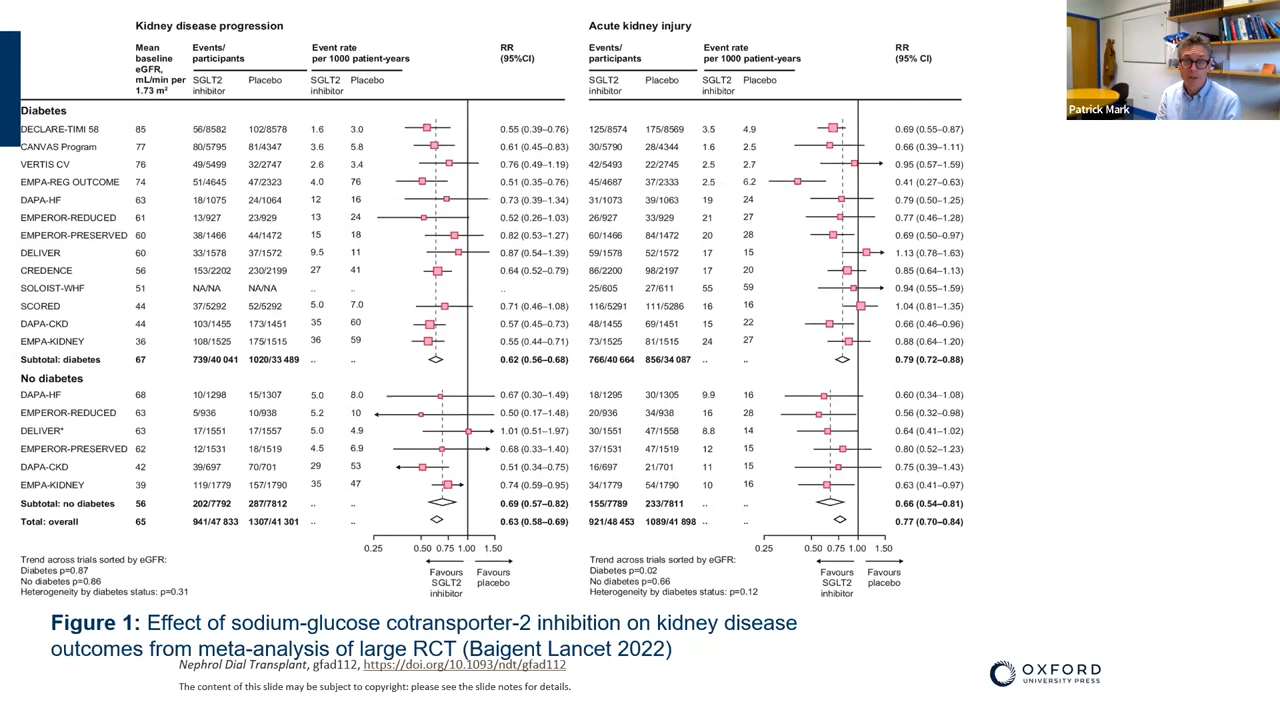 Kidney disease progression
Acute kidney injury
Mean baseline eGFR, mL/min per 1.73 m² Events/ participants Event rate per 1000 patient-years RR (95%CI) Events/ participants Event rate per 1000 patient-years RR (95% CI)
SGLT2 inhibitor Placebo SGLT2 inhibitor Placebo SGLT2 inhibitor Placebo SGLT2 inhibitor Placebo
Patrick Mark
Diabetes
DECLARE-TIMI 58 85 56/8582 102/8578 1.6 3.0 0.55 (0.39–0.76) 125/8574 175/8569 3.5 4.9 0.69 (0.55–0.87)
CANVAS Program 77 80/5795 81/4347 3.6 5.8 0.61 (0.45–0.83) 30/5790 28/4344 1.6 2.5 0.66 (0.39–1.11)
VERTIS CV 76 49/5499 32/2747 2.6 3.4 0.76 (0.49–1.19) 42/5493 22/2745 2.5 2.7 0.95 (0.57–1.59)
EMPA-REG OUTCOME 74 51/4645 47/2323 4.0 76 0.51 (0.35–0.76) 45/4687 37/2333 2.5 6.2 0.41 (0.27–0.63)
DAPA-HF 63 18/1075 24/1064 12 16 0.73 (0.39–1.34) 31/1073 39/1063 19 24 0.79 (0.50–1.25)
EMPEROR-REDUCED 61 13/927 23/929 13 24 0.52 (0.26–1.03) 26/927 33/929 21 27 0.77 (0.46–1.28)
EMPEROR-PRESERVED 60 38/1466 44/1472 15 18 0.82 (0.53–1.27) 60/1466 84/1472 20 28 0.69 (0.50–0.97)
DELIVER 60 33/1578 37/1572 9.5 11 0.87 (0.54–1.39) 59/1578 52/1572 17 15 1.13 (0.78–1.63)
CREDENCE 56 153/2202 230/2199 27 41 0.64 (0.52–0.79) 86/2200 98/2197 17 20 0.85 (0.64–1.13)
SOLOIST-WHF 51 NA/NA NA/NA .. .. .. 25/605 27/611 55 59 0.94 (0.55–1.59)
SCORED 44 37/5292 52/5292 5.0 7.0 0.71 (0.46–1.08) 116/5291 111/5286 16 16 1.04 (0.81–1.35)
DAPA-CKD 44 103/1455 173/1451 35 60 0.57 (0.45–0.73) 48/1455 69/1451 15 22 0.66 (0.46–0.96)
EMPA-KIDNEY 36 108/1525 175/1515 36 59 0.55 (0.44–0.71) 73/1525 81/1515 24 27 0.88 (0.64–1.20)
Subtotal: diabetes 67 739/40 041 1020/33 489 .. .. 0.62 (0.56–0.68) 766/40 664 856/34 087 .. .. 0.79 (0.72–0.88)
No diabetes
DAPA-HF 68 10/1298 15/1307 5.0 8.0 0.67 (0.30–1.49) 18/1295 30/1305 9.9 16 0.60 (0.34–1.08)
EMPEROR-REDUCED 63 5/936 10/938 5.2 10 0.50 (0.17–1.48) 20/936 34/938 16 28 0.56 (0.32–0.98)
DELIVER* 63 17/1551 17/1557 5.0 4.9 1.01 (0.51–1.97) 30/1551 47/1558 8.8 14 0.64 (0.41–1.02)
EMPEROR-PRESERVED 62 12/1531 18/1519 4.5 6.9 0.68 (0.33–1.40) 37/1531 47/1519 12 15 0.80 (0.52–1.23)
DAPA-CKD 42 39/697 70/701 29 53 0.51 (0.34–0.75) 16/697 21/701 11 15 0.75 (0.39–1.43)
EMPA-KIDNEY 39 119/1779 157/1790 35 47 0.74 (0.59–0.95) 34/1779 54/1790 10 16 0.63 (0.41–0.97)
Subtotal: no diabetes 56 202/7792 287/7812 .. .. 0.69 (0.57–0.82) 155/7789 233/7811 .. .. 0.66 (0.54–0.81)
Total: overall 65 941/47 833 1307/41 301 .. .. 0.63 (0.58–0.69) 921/48 453 1089/41 898 .. .. 0.77 (0.70–0.84)
0.25 0.50 0.75 1.00 1.50 0.25 0.50 0.75 1.00 1.50
Favours SGLT2 inhibitor Favours placebo Favours SGLT2 inhibitor Favours placebo
Trend across trials sorted by eGFR:
Diabetes p=0.87
No diabetes p=0.86
Heterogeneity by diabetes status: p=0.31
Trend across trials sorted by eGFR:
Diabetes p=0.02
No diabetes p=0.66
Heterogeneity by diabetes status: p=0.12
Figure 1: Effect of sodium-glucose cotransporter-2 inhibition on kidney disease
outcomes from meta-analysis of large RCT (Baigent Lancet 2022)
Nephrol Dial Transplant, gfad112, https://doi.org/10.1093/ndt/gfad112
The content of this slide may be subject to copyright: please see the slide notes for details.
OXFORD
UNIVERSITY PRESS